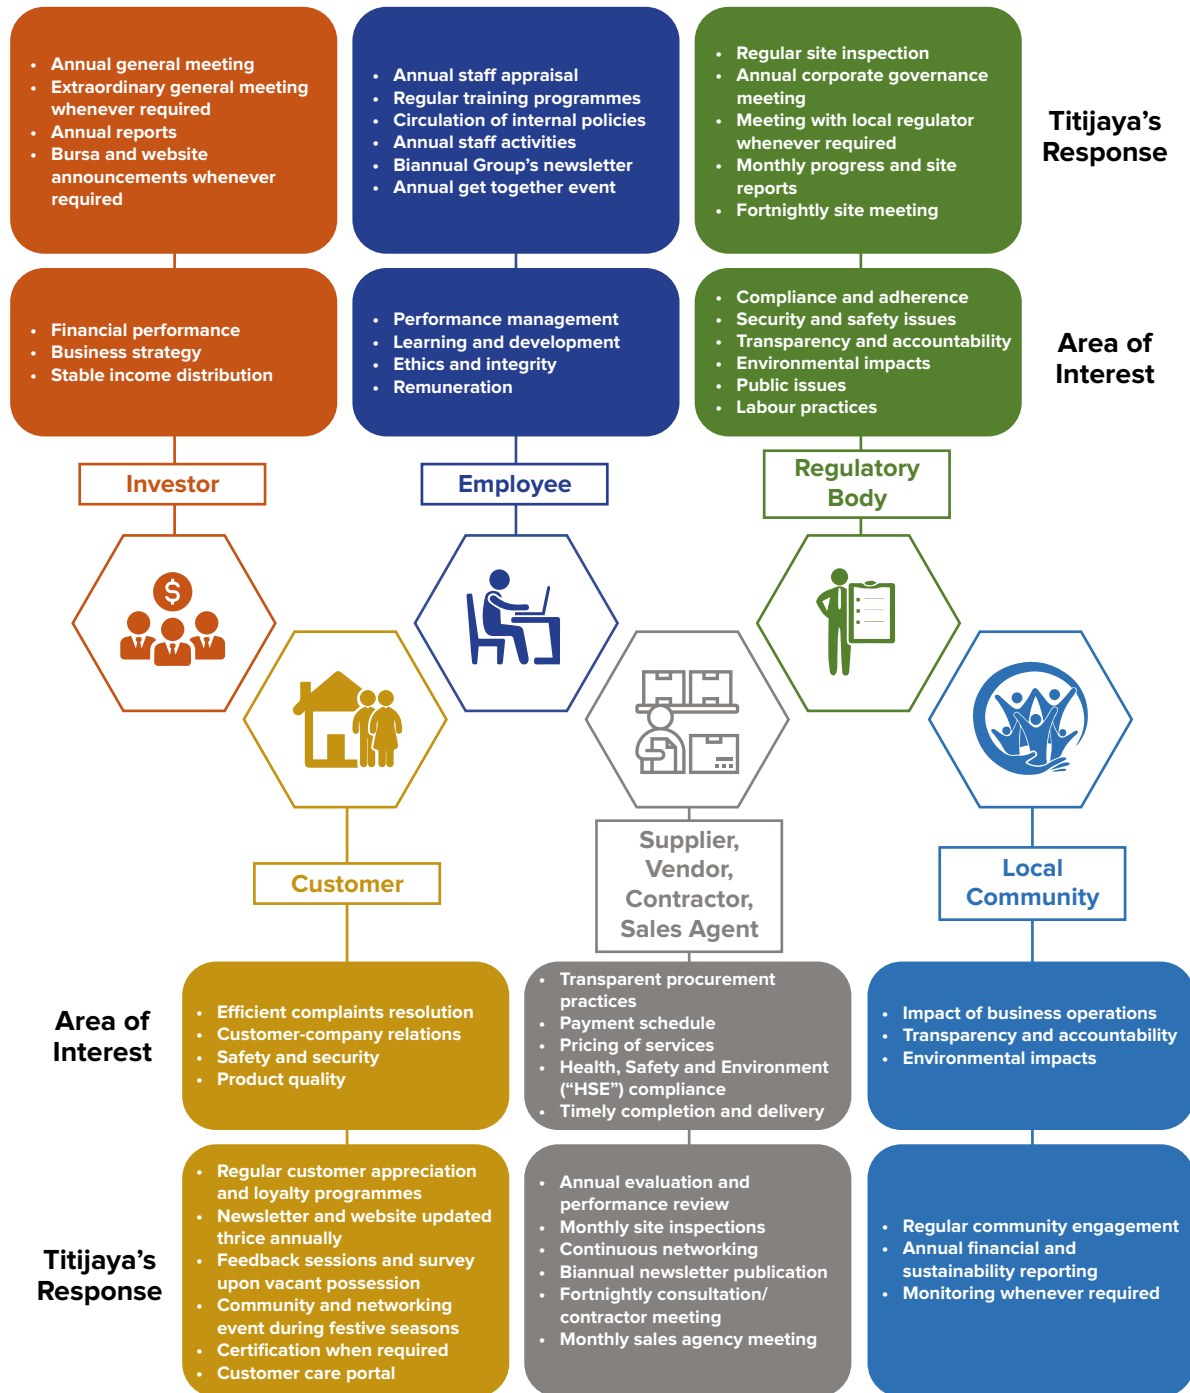 • Annual general meeting
• Extraordinary general meeting
whenever required
• Annual reports
• Bursa and website
announcements whenever
required
• Annual staff appraisal
• Regular training programmes
• Circulation of internal policies
• Annual staff activities
• Biannual Group’s newsletter
• Annual get together event
• Regular site inspection
• Annual corporate governance
meeting
• Meeting with local regulator
whenever required
• Monthly progress and site
reports
• Fortnightly site meeting
Titijaya’s
Response
• Financial performance
• Business strategy
• Stable income distribution
• Performance management
• Learning and development
• Ethics and integrity
• Remuneration
• Compliance and adherence
• Security and safety issues
• Transparency and accountability
• Environmental impacts
• Public issues
• Labour practices
Area of
Interest
Investor
Employee
Regulatory
Body
$
Customer
Supplier,
Vendor,
Contractor,
Sales Agent
Local
Community
Area of
Interest
• Efficient complaints resolution
• Customer-company relations
• Safety and security
• Product quality
• Transparent procurement
practices
• Payment schedule
• Pricing of services
• Health, Safety and Environment
(“HSE”) compliance
• Timely completion and delivery
• Impact of business operations
• Transparency and accountability
• Environmental impacts
Titijaya’s
Response
• Regular customer appreciation
and loyalty programmes
• Newsletter and website updated
thrice annually
• Feedback sessions and survey
upon vacant possession
• Community and networking
event during festive seasons
• Certification when required
• Customer care portal
• Annual evaluation and
performance review
• Monthly site inspections
• Continuous networking
• Biannual newsletter publication
• Fortnightly consultation/
contractor meeting
• Monthly sales agency meeting
• Regular community engagement
• Annual financial and
sustainability reporting
• Monitoring whenever required